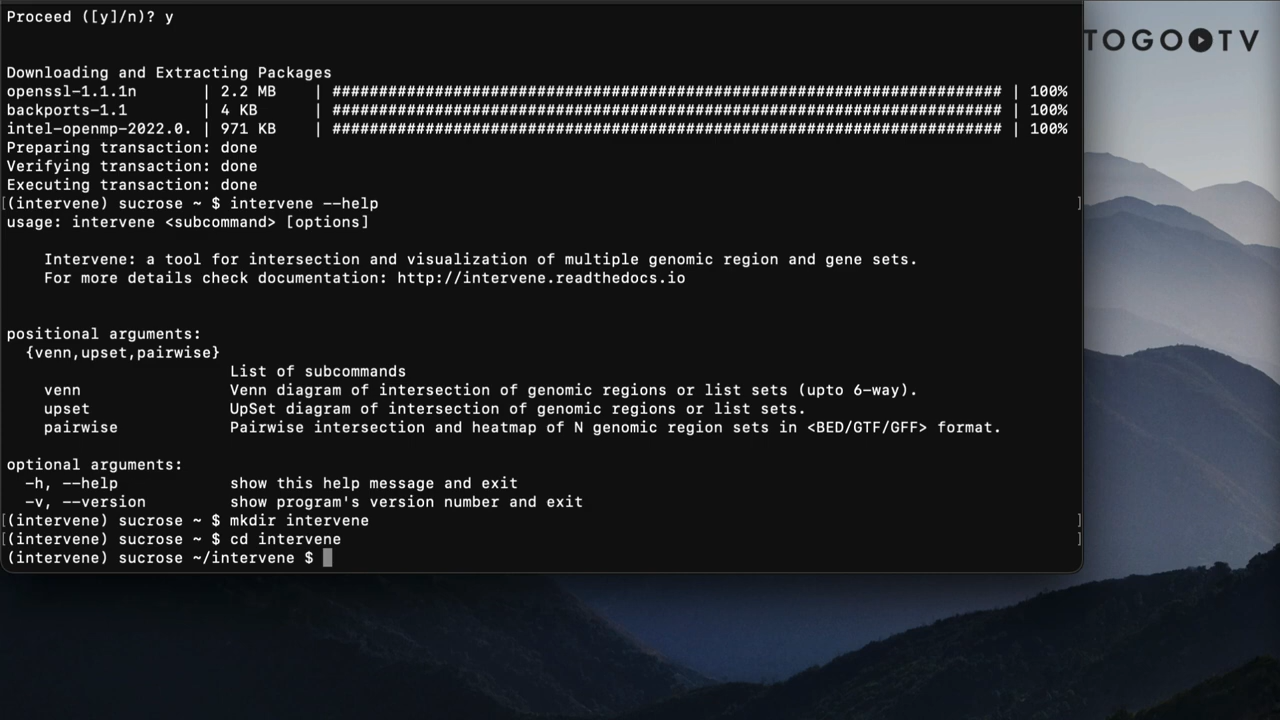 Proceed ([y]/n)? y
TOGOTV
Downloading and Extracting Packages
openssl-1.1.1n       | 2.2 MB    | ######################################################################## | 100%
backports-1.1        | 4 KB      | ######################################################################## | 100%
intel-openmp-2022.0. | 971 KB    | ######################################################################## | 100%
Preparing transaction: done
Verifying transaction: done
Executing transaction: done
[(intervene) sucrose ~ $ intervene --help ]
usage: intervene <subcommand> [options]
    Intervene: a tool for intersection and visualization of multiple genomic region and gene sets.
    For more details check documentation: http://intervene.readthedocs.io
positional arguments:
  {venn,upset,pairwise}
                        List of subcommands
    venn                Venn diagram of intersection of genomic regions or list sets (upto 6-way).
    upset               UpSet diagram of intersection of genomic regions or list sets.
    pairwise            Pairwise intersection and heatmap of N genomic region sets in <BED/GTF/GFF> format.
optional arguments:
  -h, --help            show this help message and exit
  -v, --version         show program's version number and exit
[(intervene) sucrose ~ $ mkdir intervene ]
[(intervene) sucrose ~ $ cd intervene ]
(intervene) sucrose ~/intervene $